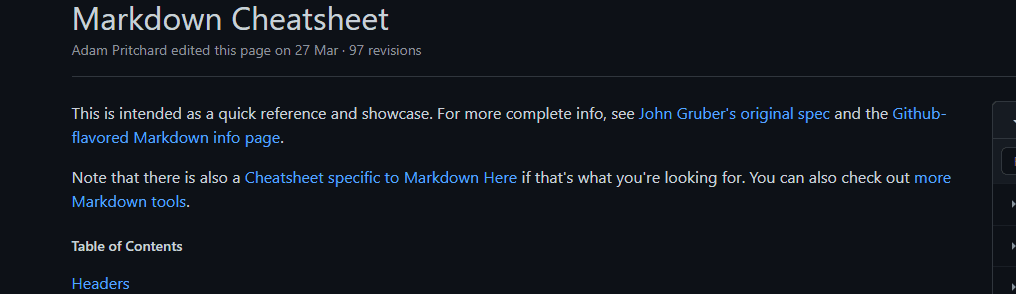 Markdown Cheatsheet
Adam Pritchard edited this page on 27 Mar · 97 revisions
This is intended as a quick reference and showcase. For more complete info, see John Gruber's original spec and the Github-
flavored Markdown info page.
Note that there is also a Cheatsheet specific to Markdown Here if that's what you're looking for. You can also check out more
Markdown tools.
Table of Contents
Headers